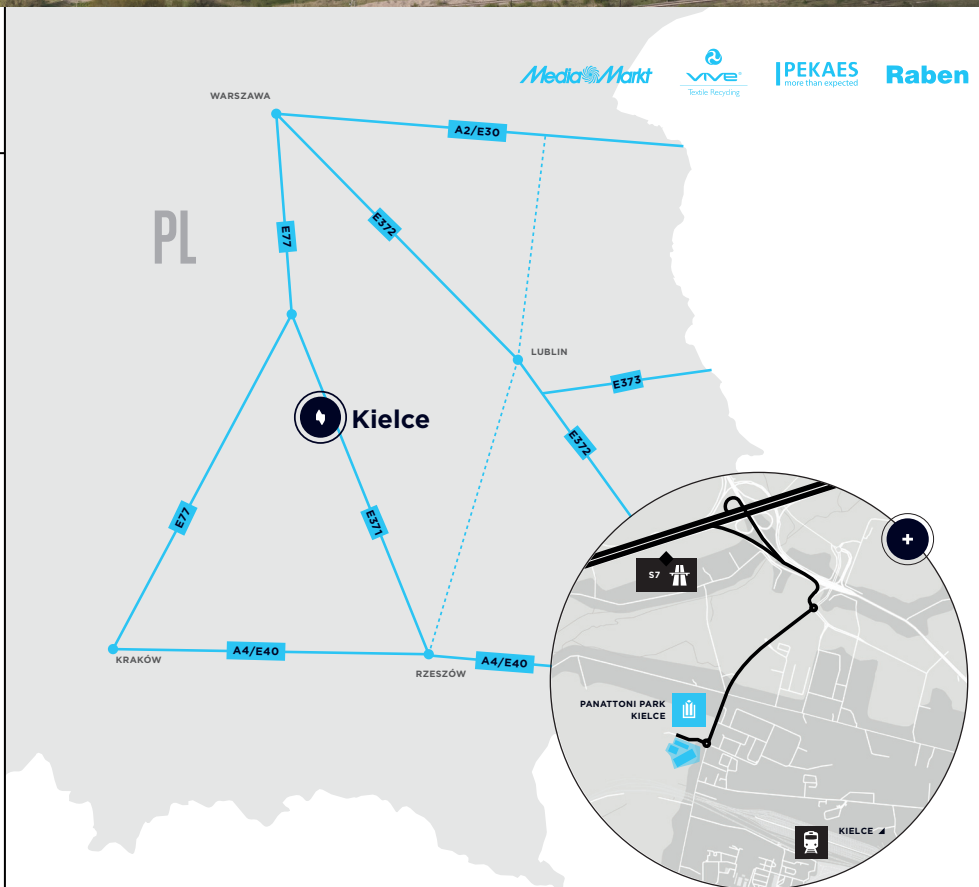 MediaMarkt
VIVE®
Textile Recycling
PEKAES
more than expected
Raben
WARSZAWA
A2/E30
PL
E77
E372
LUBLIN
E373
Kielce
E372
E77
E371
+
S7
KRAKÓW
A4/E40
RZESZÓW
A4/E40
PANATTONI PARK
KIELCE
KIELCE